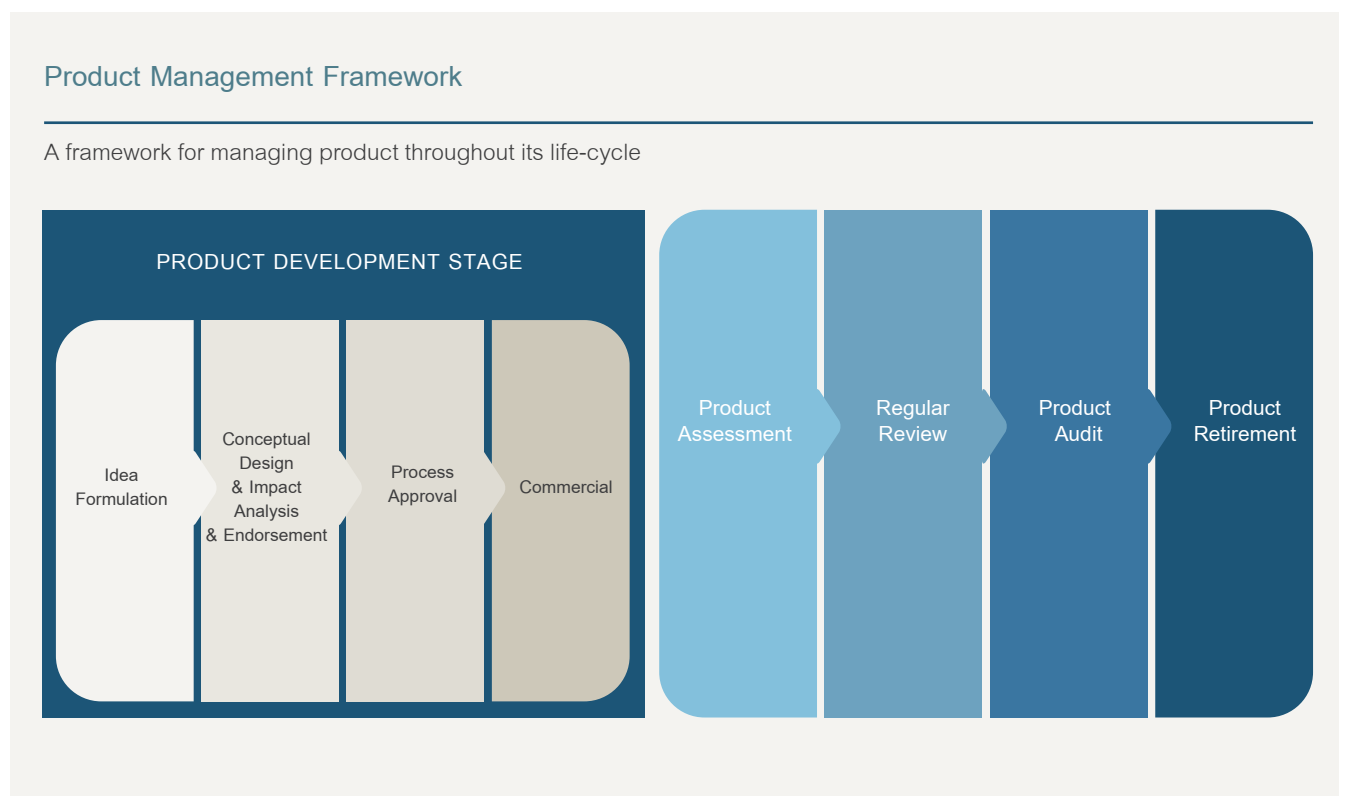 Product Management Framework
A framework for managing product throughout its life-cycle
PRODUCT DEVELOPMENT STAGE
Idea
Formulation
Conceptual
Design
& Impact
Analysis
& Endorsement
Process
Approval
Commercial
Product
Assessment
Regular
Review
Product
Audit
Product
Retirement